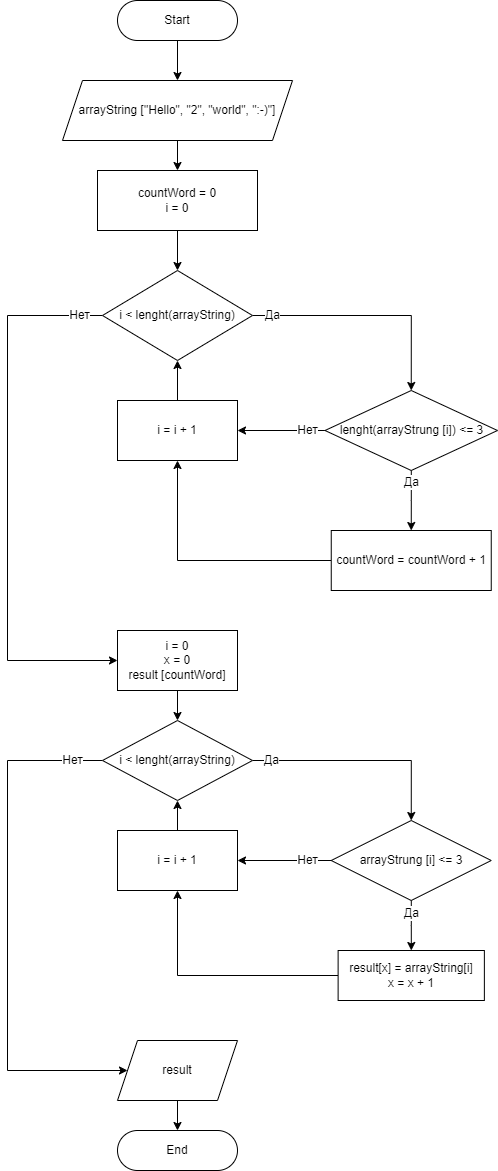 Start
arrayString ["Hello", "2", "world", ":-)"]
countWord = 0
i = 0
Нет
i < lenght(arrayString)
Да
i = i + 1
Нет
lenght(arrayStrung [i]) <= 3
Да
countWord = countWord + 1
i = 0
x = 0
result [countWord]
Нет
i < lenght(arrayString)
Да
i = i + 1
Нет
arrayStrung [i] <= 3
Да
result[x] = arrayString[i]
x = x + 1
result
End